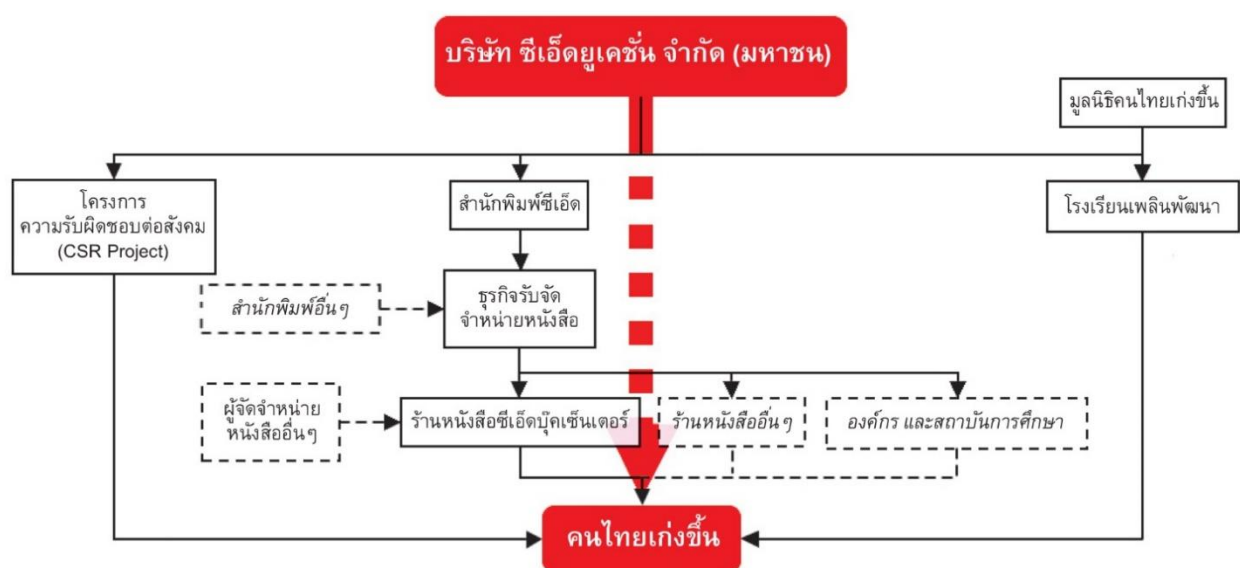 บริษัท ซีเอ็ดยูเคชั่น จำกัด (มหาชน)
มูลนิธิคนไทยเก่งขึ้น
โครงการ
ความรับผิดชอบต่อสังคม
(CSR Project)
สำนักพิมพ์ซีเอ็ด
โรงเรียนเพลินพัฒนา
สำนักพิมพ์อื่นๆ
ธุรกิจรับจัด
จำหน่ายหนังสือ
ผู้จัดจำหน่าย
หนังสืออื่นๆ
ร้านหนังสือซีเอ็ดบุ๊คเซ็นเตอร์
ร้านหนังสืออื่นๆ
องค์กร และสถาบันการศึกษา
คนไทยเก่งขึ้น